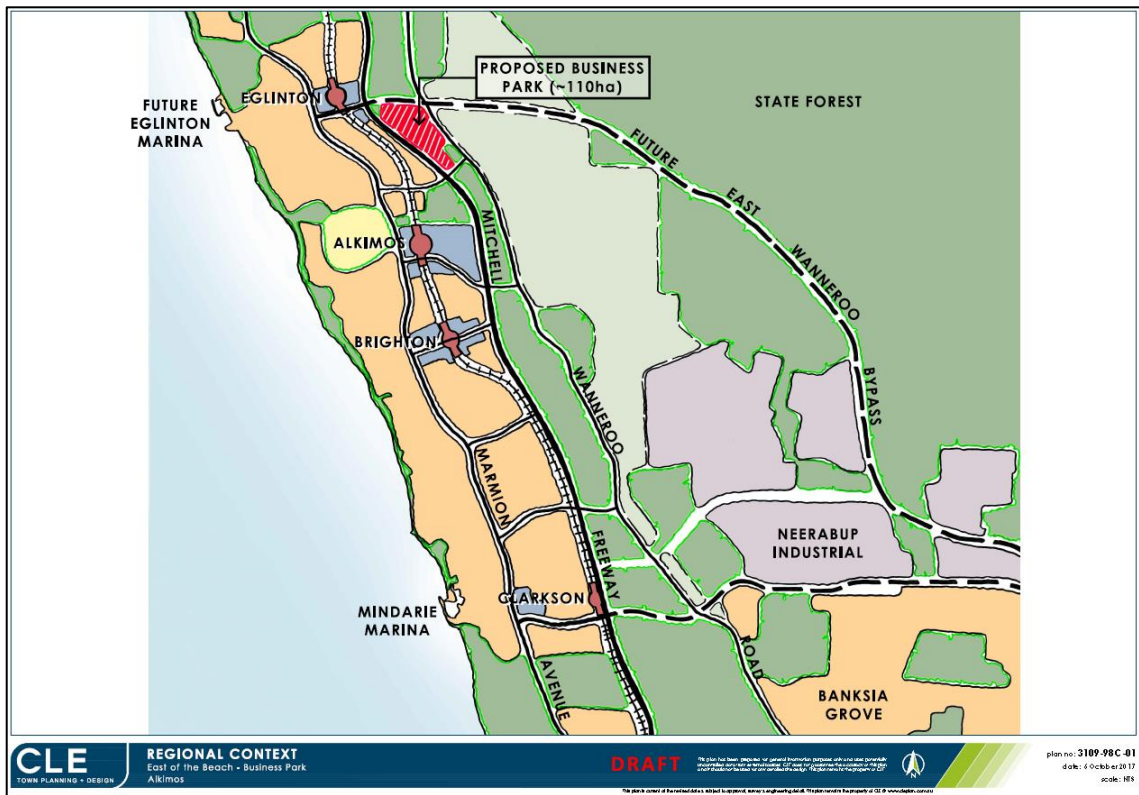 PROPOSED BUSINESS
PARK (~110ha)
STATE FOREST
EGLINTON
FUTURE
EGLINTON
MARINA
FUTURE
EAST
WANNEROO
BYPASS
ALKIMOS
MITCHELL
FREEWAY
BRIGHTON
WANNEROO
ROAD
MARMION
AVENUE
NEERABUP
INDUSTRIAL
CLARKSON
MINDARIE
MARINA
BANKSIA
GROVE
CLE
TOWN PLANNING + DESIGN
REGIONAL CONTEXT
East of the Beach - Business Park
Alkimos
DRAFT
plan no: 3109-98C-01
date: 6 October 2017
scale: NTS